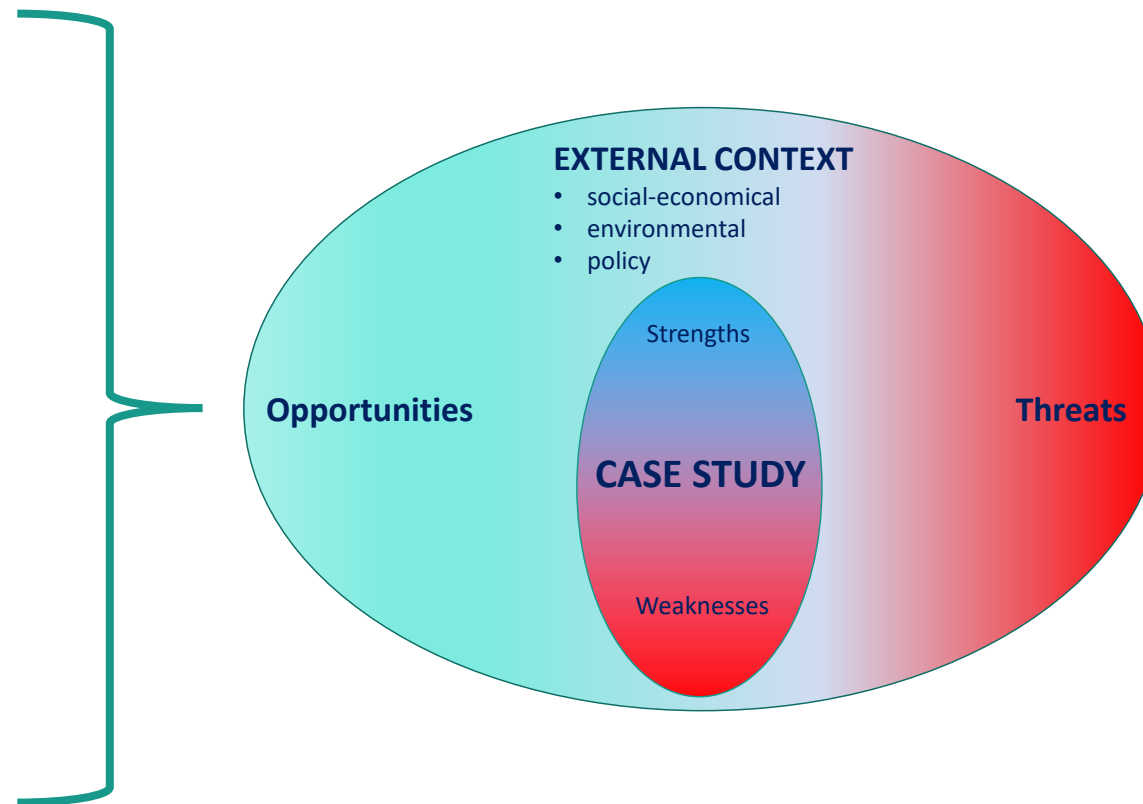 EXTERNAL CONTEXT
• social-economical
• environmental
• policy
Strengths
Opportunities
Threats
CASE STUDY
Weaknesses